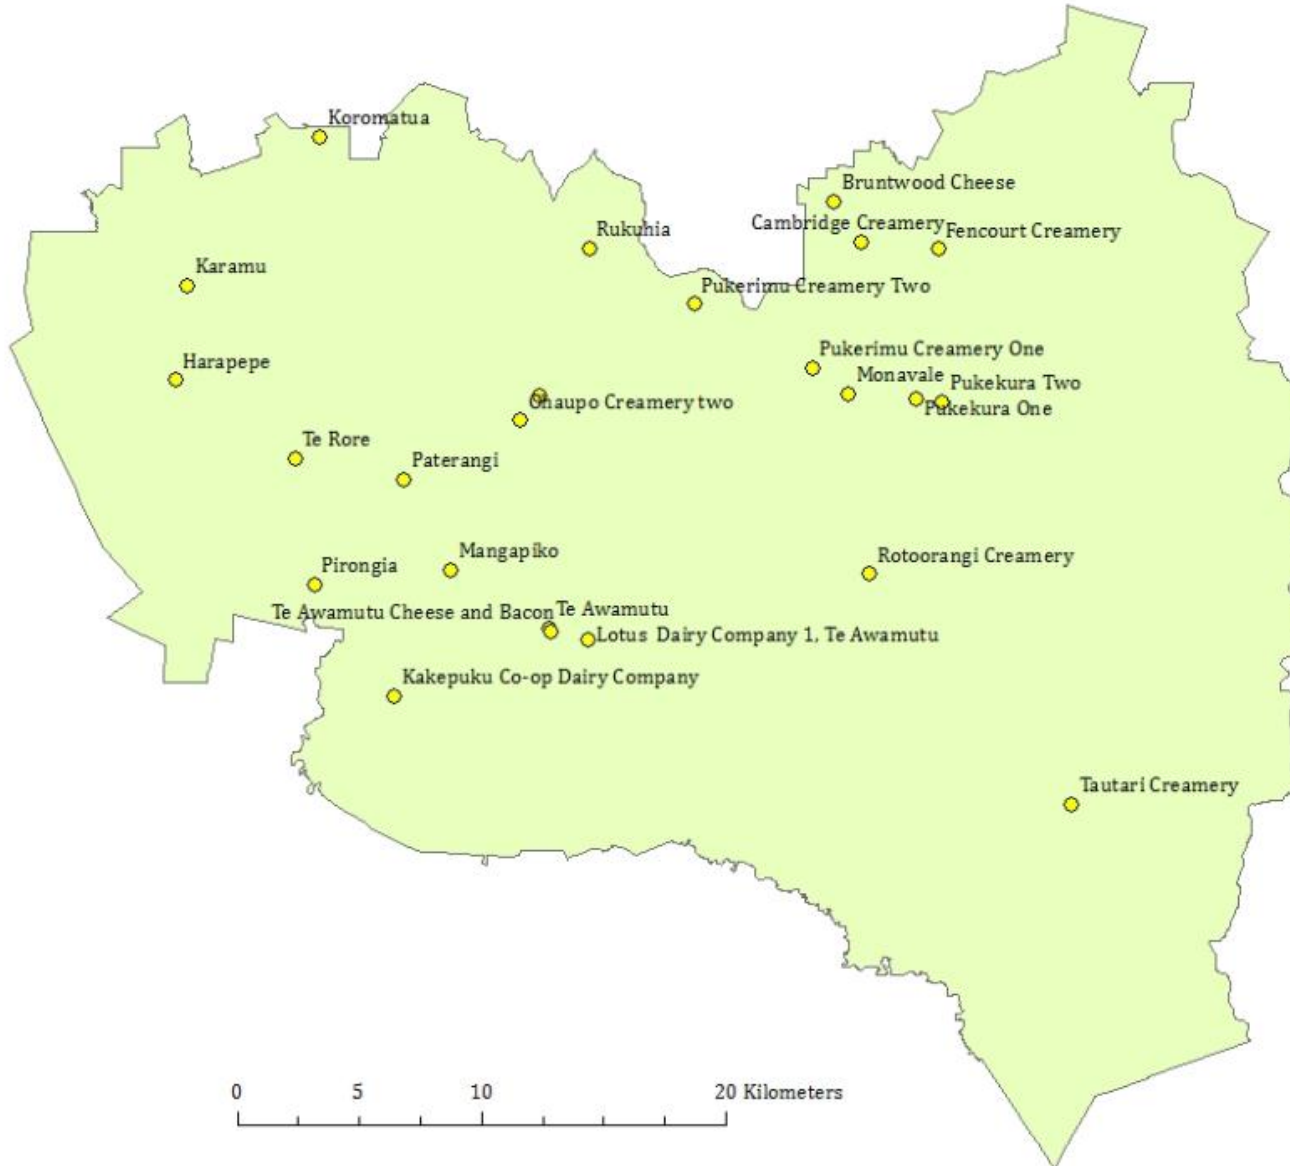 Koromatua
Bruntwood Cheese
Cambridge Creamery
Fencourt Creamery
Rukuhia
Karamu
Pukerimu Creamery Two
Pukerimu Creamery One
Harapepe
Monavale
Pukekura Two
Pukekura One
Ohaupo Creamery two
Te Rore
Paterangi
Mangapiko
Rotoorangi Creamery
Pirongia
Te Awamutu Cheese and Bacon
Te Awamutu
Lotus Dairy Company 1, Te Awamutu
Kakepuku Co-op Dairy Company
Tautari Creamery
0 5 10 20 Kilometers